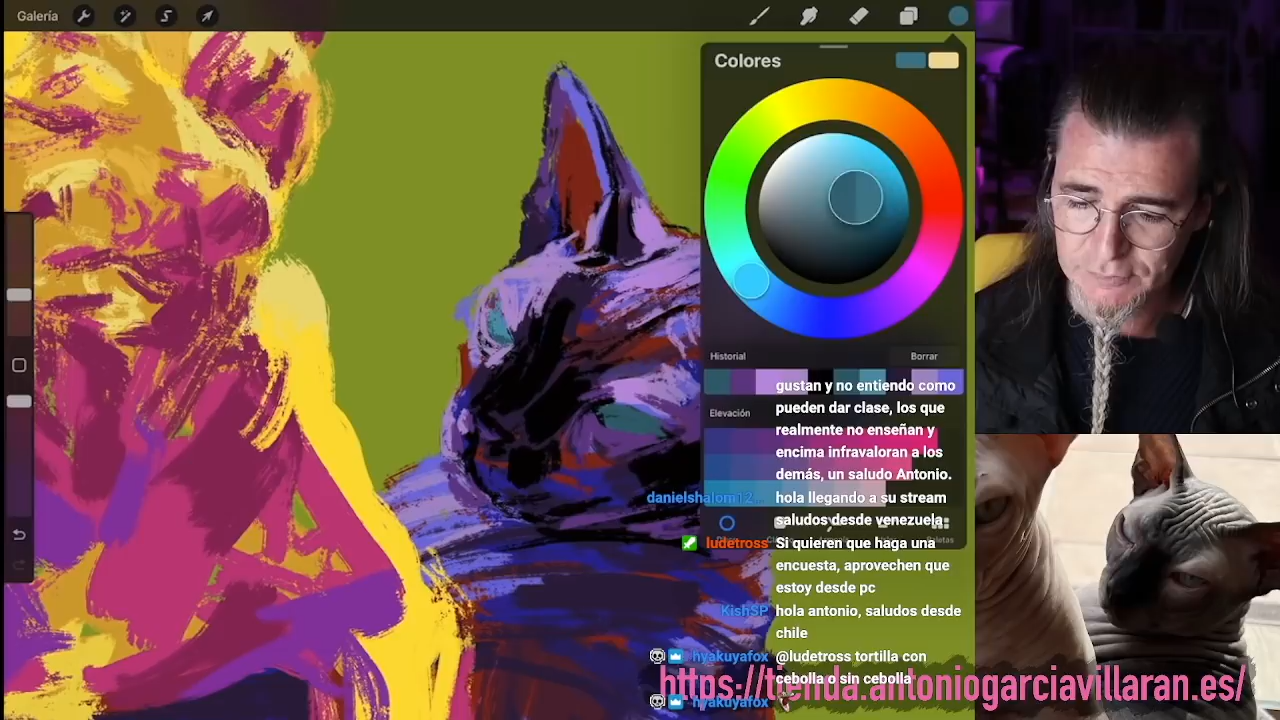 Galería
Colores
Historial
Borrar
Elevación
gustan y no entiendo como
pueden dar clase, los que
realmente no enseñan y
encima infravaloran a los
demás, un saludo Antonio.
danielshalom12... hola llegando a su stream
saludos desde venezuela
ludetross Si quieren que haga una
encuesta, aprovechen que
estoy desde pc
KishSP hola antonio, saludos desde
chile
hyakuyafox @ludetross tortilla con
cebolla o sin cebolla
https://tienda.antoniogarciavillaran.es/
hyakuyafox